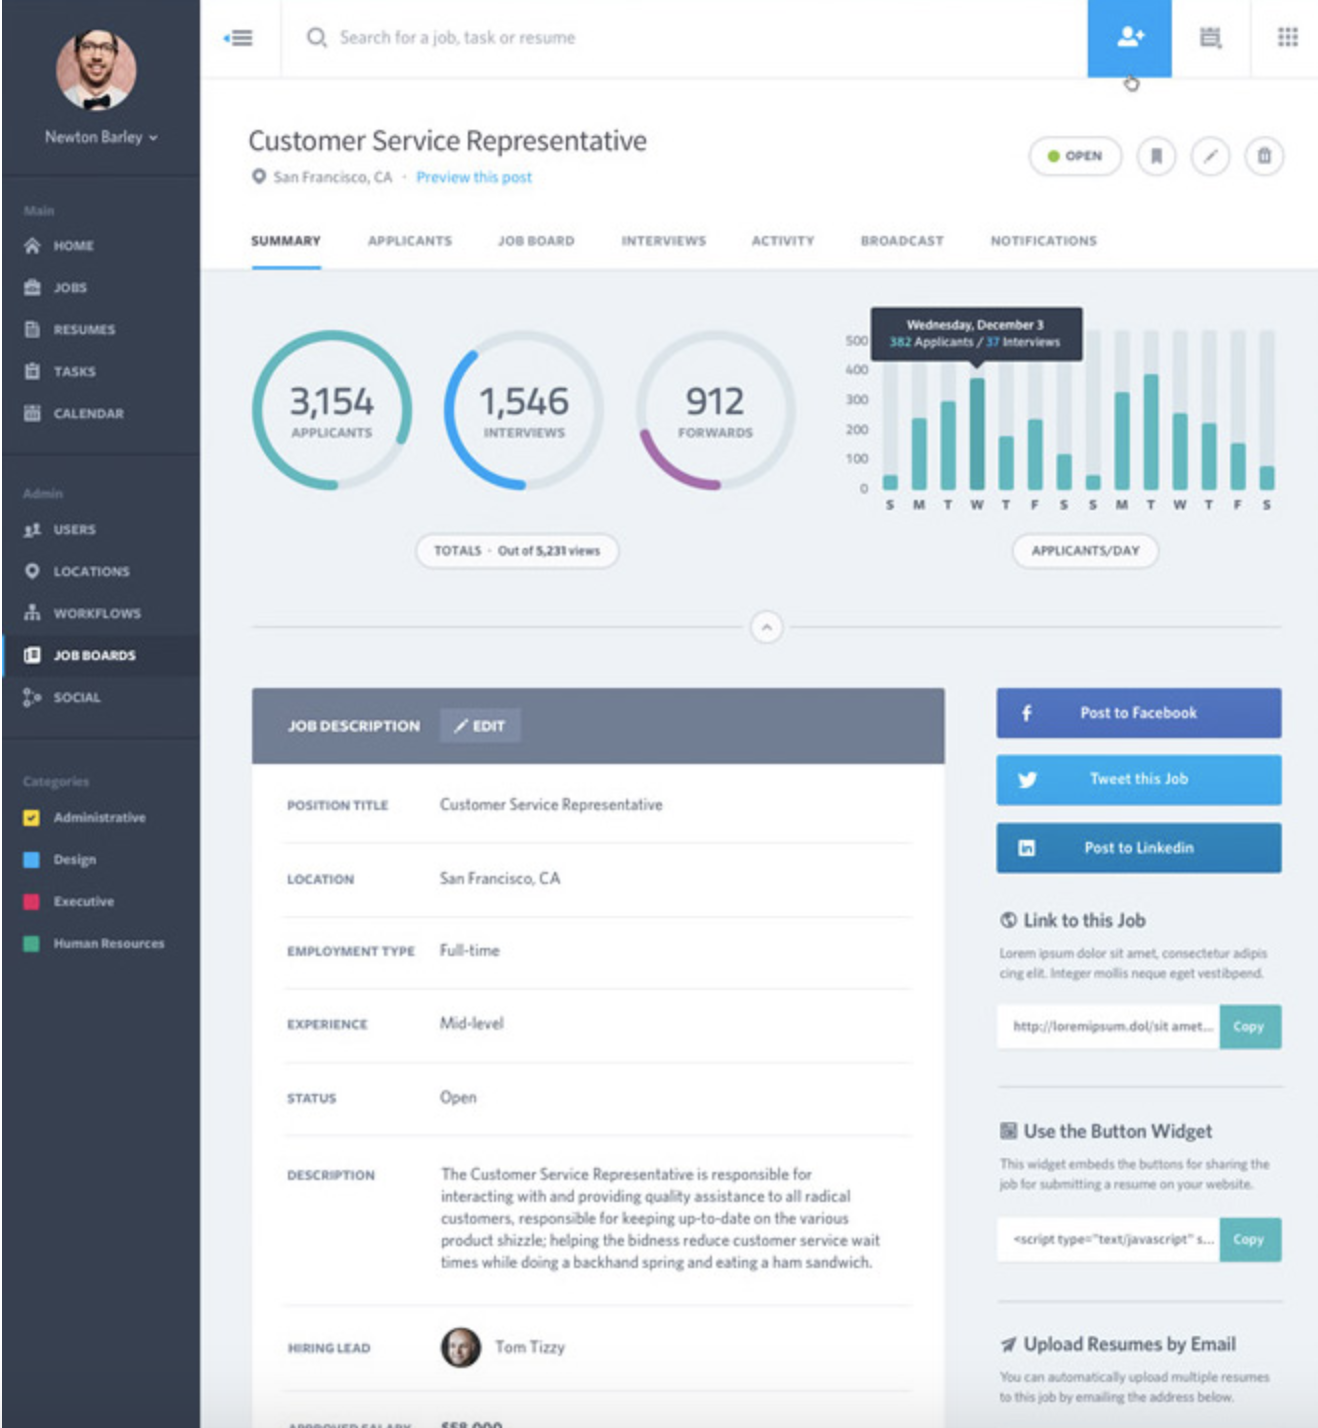 Newton Barley
Main
HOME
JOBS
RESUMES
TASKS
CALENDAR
Admin
USERS
LOCATIONS
WORKFLOWS
JOB BOARDS
SOCIAL
Categories
Administrative
Design
Executive
Human Resources
Search for a job, task or resume
Customer Service Representative
San Francisco, CA · Preview this post
OPEN
SUMMARY APPLICANTS JOB BOARD INTERVIEWS ACTIVITY BROADCAST NOTIFICATIONS
3,154
APPLICANTS
1,546
INTERVIEWS
912
FORWARDS
TOTALS · Out of 5,231 views
Wednesday, December 3
382 Applicants / 37 Interviews
500
400
300
200
100
0
S M T W T F S S M T W T F S
APPLICANTS/DAY
JOB DESCRIPTION EDIT
POSITION TITLE Customer Service Representative
LOCATION San Francisco, CA
EMPLOYMENT TYPE Full-time
EXPERIENCE Mid-level
STATUS Open
DESCRIPTION The Customer Service Representative is responsible for
interacting with and providing quality assistance to all radical
customers, responsible for keeping up-to-date on the various
product shizzle; helping the bidness reduce customer service wait
times while doing a backhand spring and eating a ham sandwich.
HIRING LEAD Tom Tizzy
APPROVED SALARY $58,000
f Post to Facebook
Tweet this Job
in Post to Linkedin
Link to this Job
Lorem ipsum dolor sit amet, consectetur adipis
cing elit. Integer mollis neque eget vestibpend.
http://loremipsum.dol/sit amet... Copy
Use the Button Widget
This widget embeds the buttons for sharing the
job for submitting a resume on your website.
<script type="text/javascript" s... Copy
Upload Resumes by Email
You can automatically upload multiple resumes
to this job by emailing the address below.